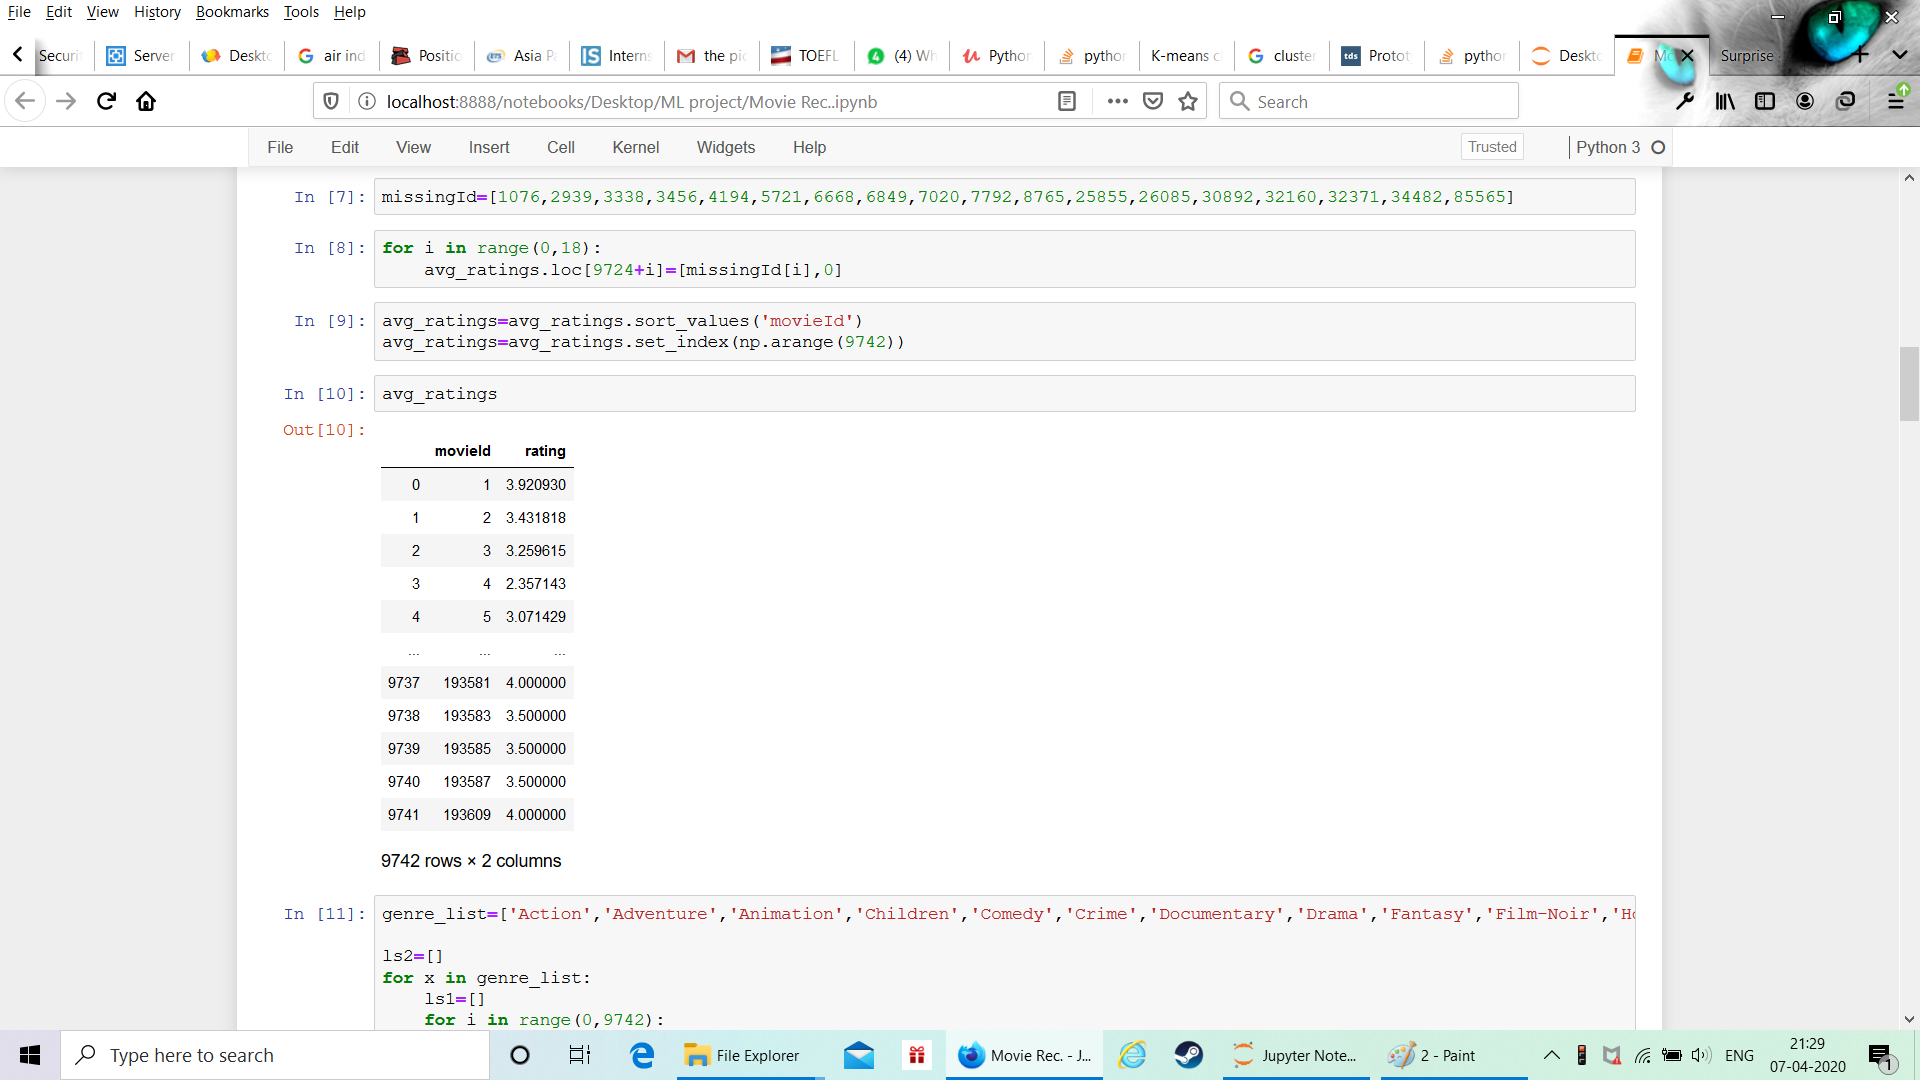 File Edit View History Bookmarks Tools Help
Securi Server Deskto air ind Positic Asia Pa Interns the pic TOEFL (4) Wh Python python K-means c cluster Protot python Deskto Mo Surprise
localhost:8888/notebooks/Desktop/ML project/Movie Rec..ipynb Search
File Edit View Insert Cell Kernel Widgets Help Trusted Python 3
In [7]: missingId=[1076,2939,3338,3456,4194,5721,6668,6849,7020,7792,8765,25855,26085,30892,32160,32371,34482,85565]
In [8]: for i in range(0,18):
avg_ratings.loc[9724+i]=[missingId[i],0]
In [9]: avg_ratings=avg_ratings.sort_values('movieId')
avg_ratings=avg_ratings.set_index(np.arange(9742))
In [10]: avg_ratings
Out[10]:
movieId rating
0 1 3.920930
1 2 3.431818
2 3 3.259615
3 4 2.357143
4 5 3.071429
... ... ...
9737 193581 4.000000
9738 193583 3.500000
9739 193585 3.500000
9740 193587 3.500000
9741 193609 4.000000
9742 rows × 2 columns
In [11]: genre_list=['Action','Adventure','Animation','Children','Comedy','Crime','Documentary','Drama','Fantasy','Film-Noir','Ho
ls2=[]
for x in genre_list:
ls1=[]
for i in range(0,9742):
Type here to search File Explorer Movie Rec. - J... Jupyter Note... 2 - Paint ENG 21:29
07-04-2020 1